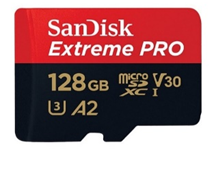 SanDisk
Extreme PRO
128GB micro SD XC I V30
U3 A2